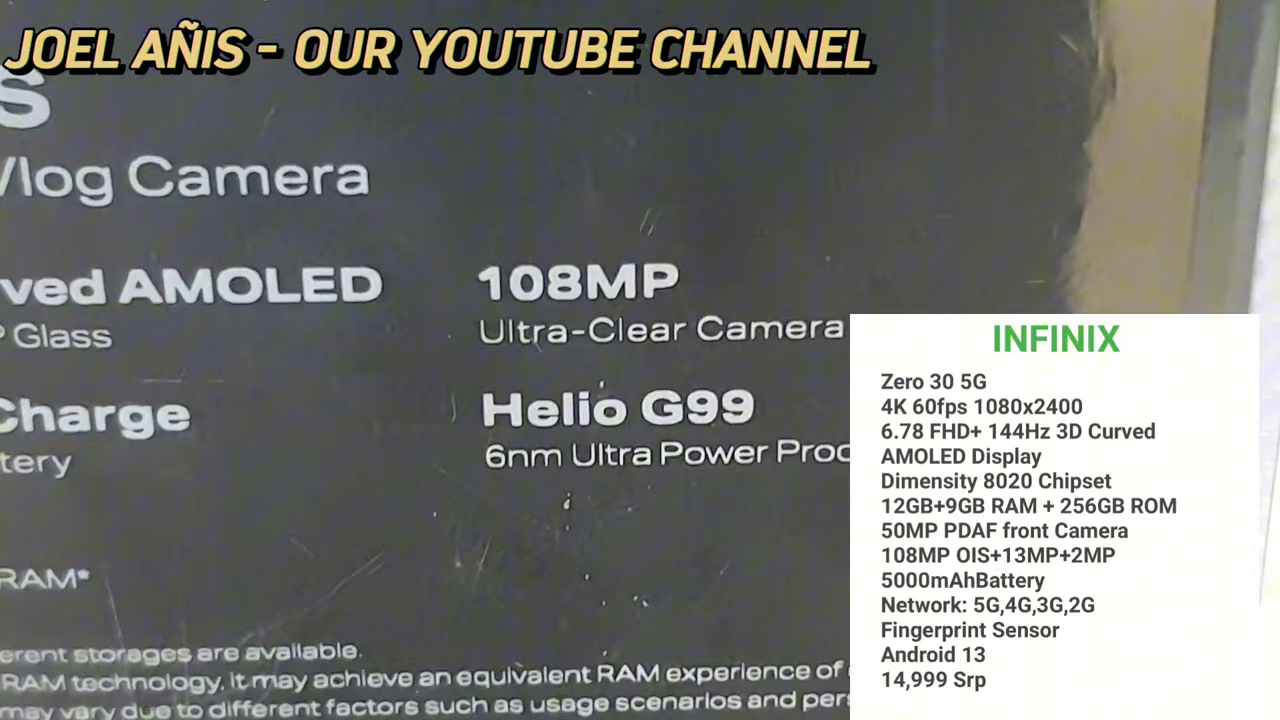 JOEL AÑIS - OUR YOUTUBE CHANNEL
S
Vlog Camera
ved AMOLED
Glass
108MP
Ultra-Clear Camera
Charge
tery
Helio G99
6nm Ultra Power Proc
RAM*
erent storages are available.
RAM technology, it may achieve an equivalent RAM experience of
may vary due to different factors such as usage scenarios and per
INFINIX
Zero 30 5G
4K 60fps 1080x2400
6.78 FHD+ 144Hz 3D Curved
AMOLED Display
Dimensity 8020 Chipset
12GB+9GB RAM + 256GB ROM
50MP PDAF front Camera
108MP OIS+13MP+2MP
5000mAhBattery
Network: 5G,4G,3G,2G
Fingerprint Sensor
Android 13
14,999 Srp